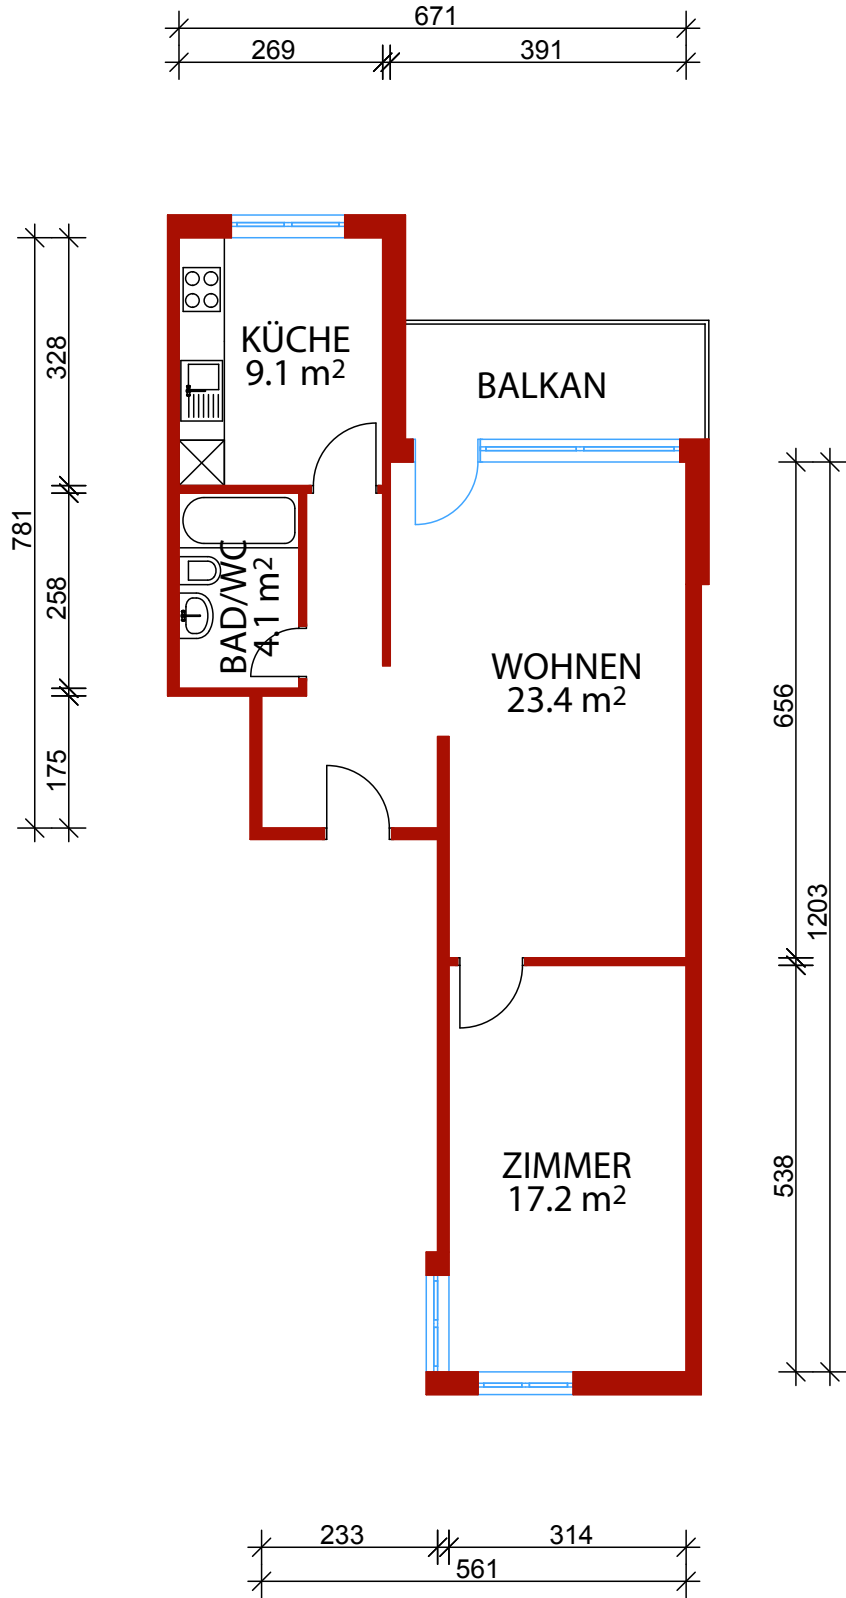 671
269
391
KÜCHE
9.1 m²
BALKAN
328
781
258
175
BAD/WC
4.1 m²
WOHNEN
23.4 m²
656
1203
538
ZIMMER
17.2 m²
233
314
561